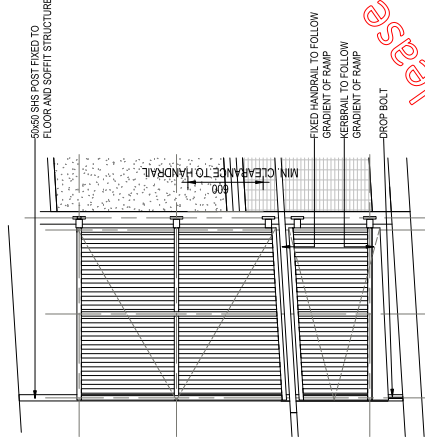 50x50 SHS POST FIXED TO
FLOOR AND SOFFIT STRUCTURE
600
MIN. CLEARANCE TO HANDRAIL
FIXED HANDRAIL TO FOLLOW
GRADIENT OF RAMP
KERBRAIL TO FOLLOW
GRADIENT OF RAMP
DROP BOLT